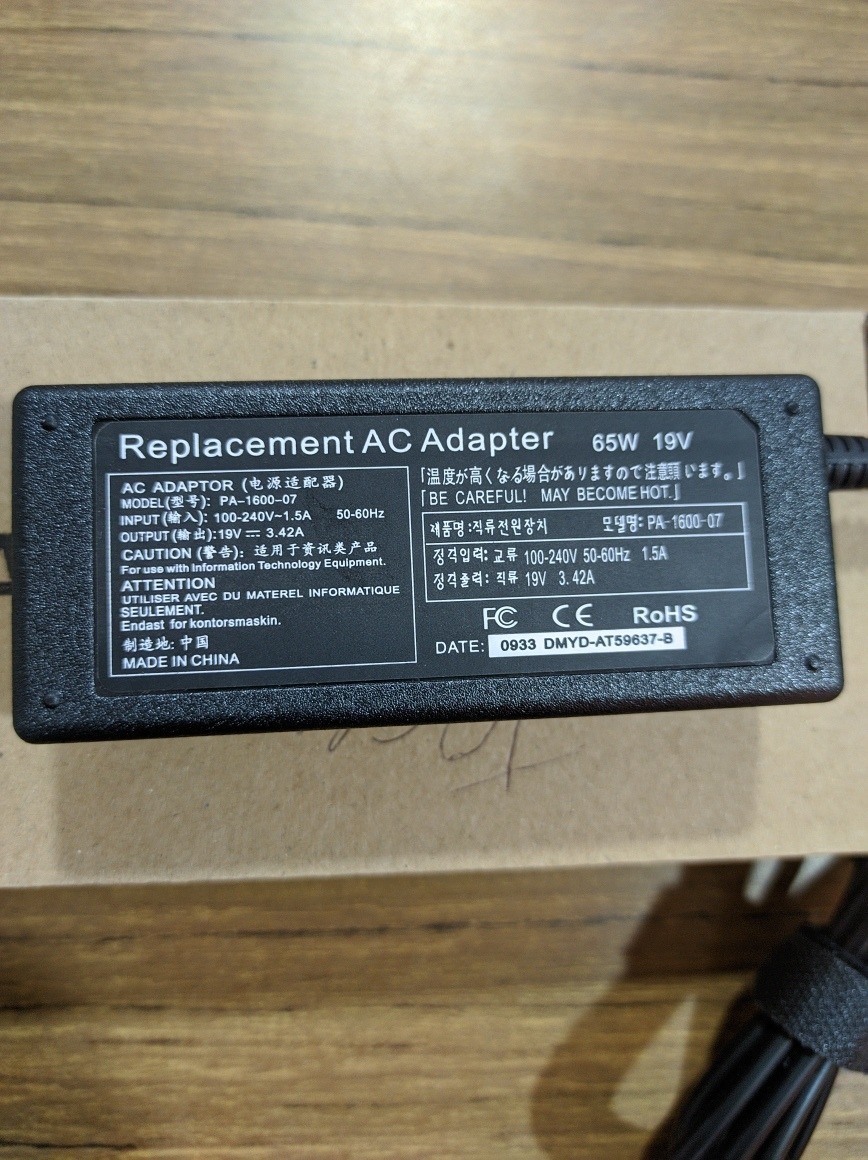 Replacement AC Adapter 65W 19V
AC ADAPTOR (电源适配器)
MODEL(型号): PA-1600-07
INPUT(输入): 100-240V~1.5A 50-60Hz
OUTPUT(输出):19V⎓ 3.42A
CAUTION (警告): 适用于资讯类产品
For use with Information Technology Equipment.
ATTENTION
UTILISER AVEC DU MATEREL INFORMATIQUE
SEULEMENT.
Endast for kontorsmaskin.
制造地: 中国
MADE IN CHINA
「温度が高くなる場合がありますので注意願います。」
「BE CAREFUL! MAY BECOME HOT.」
제품명:직류전원장치 모델명: PA-1600-07
정격입력: 교류 100-240V 50-60Hz 1.5A
정격출력: 직류 19V 3.42A
FC CE RoHS
DATE: 0933 DMYD-AT59637-B